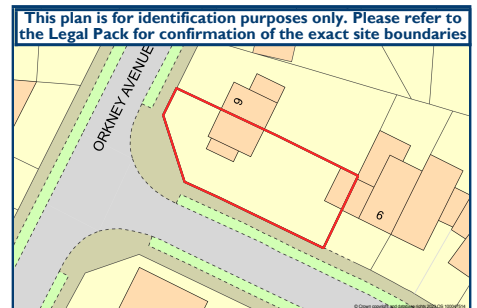 This plan is for identification purposes only. Please refer to
the Legal Pack for confirmation of the exact site boundaries
ORKNEY AVENUE
9
6